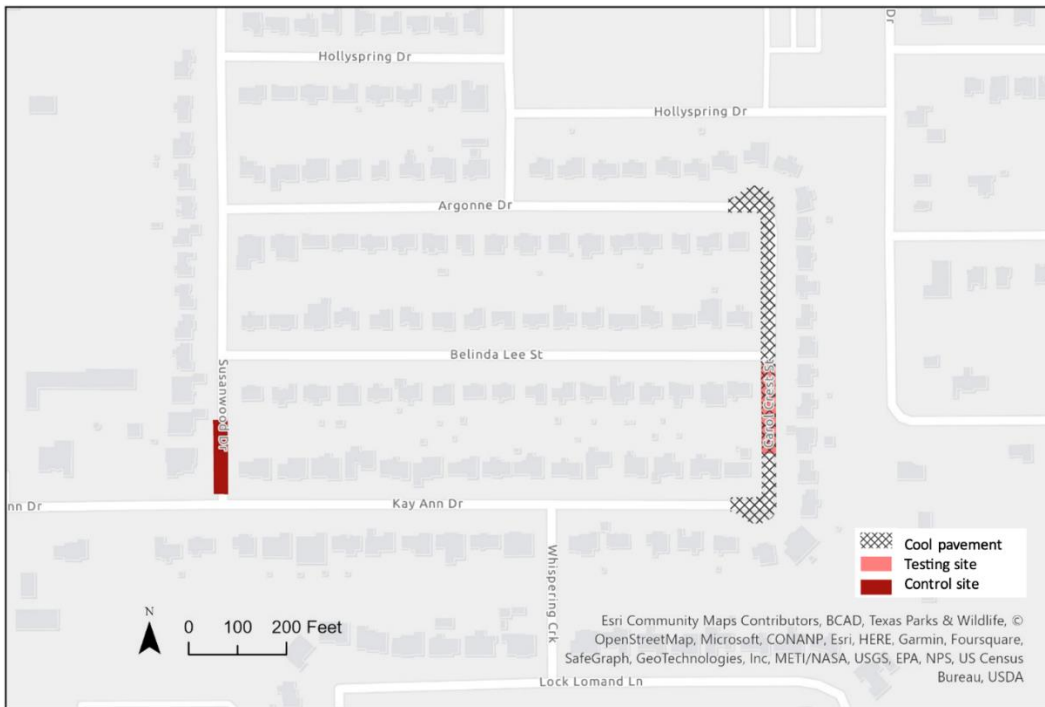 Dr
Hollyspring Dr
Hollyspring Dr
Argonne Dr
Belinda Lee St
Susanwood Dr
Carol Crest St
nn Dr
Kay Ann Dr
Whispering Crk
Cool pavement
Testing site
Control site
N
0 100 200 Feet
Esri Community Maps Contributors, BCAD, Texas Parks & Wildlife, ©
OpenStreetMap, Microsoft, CONANP, Esri, HERE, Garmin, Foursquare,
SafeGraph, GeoTechnologies, Inc, METI/NASA, USGS, EPA, NPS, US Census
Bureau, USDA
Lock Lomand Ln